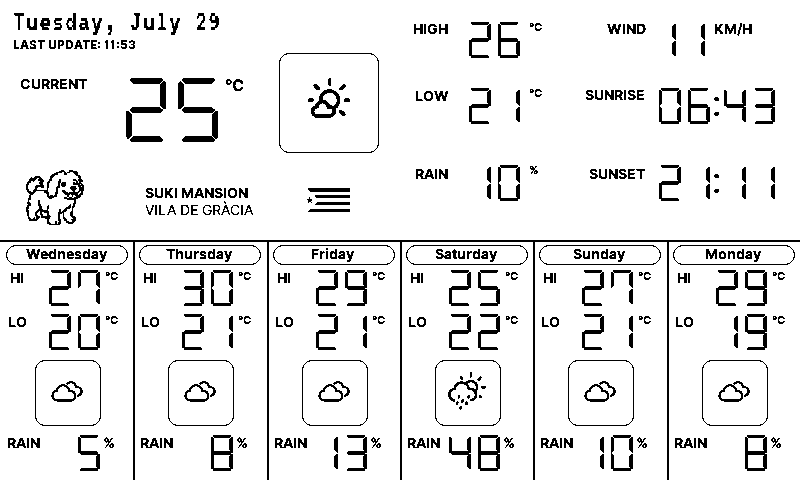 Tuesday, July 29
LAST UPDATE: 11:53
CURRENT 25 °C
HIGH 26 °C
LOW 21 °C
RAIN 10 %
WIND 11 KM/H
SUNRISE 06:43
SUNSET 21:11
SUKI MANSION
VILA DE GRÀCIA
Wednesday
HI 27 °C
LO 20 °C
RAIN 5 %
Thursday
HI 30 °C
LO 21 °C
RAIN 8 %
Friday
HI 29 °C
LO 21 °C
RAIN 13 %
Saturday
HI 25 °C
LO 22 °C
RAIN 48 %
Sunday
HI 27 °C
LO 21 °C
RAIN 10 %
Monday
HI 29 °C
LO 19 °C
RAIN 8 %